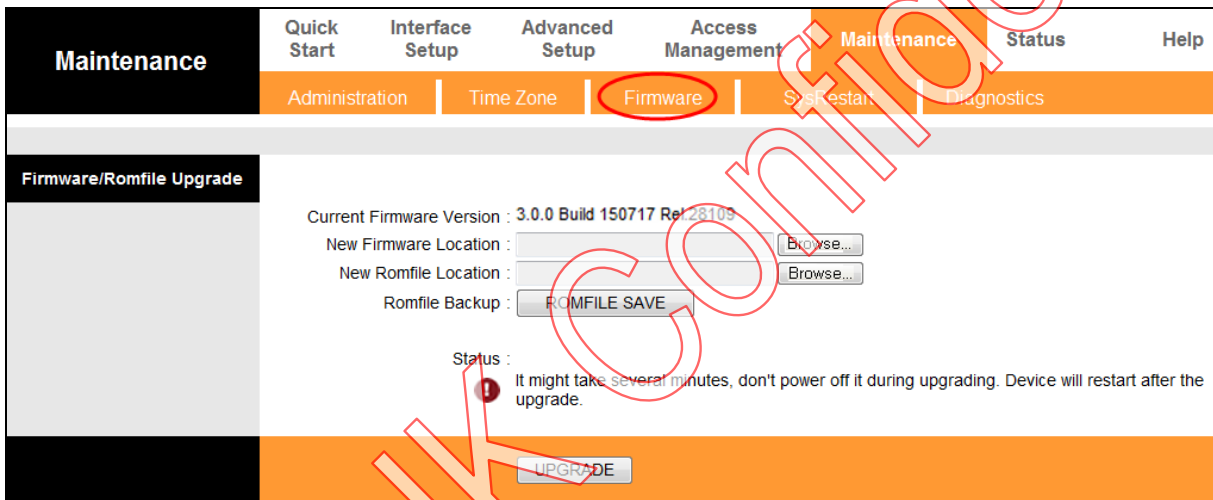 Maintenance
Quick Start
Interface Setup
Advanced Setup
Access Management
Maintenance
Status
Help
Administration
Time Zone
Firmware
SysRestart
Diagnostics
Firmware/Romfile Upgrade
Current Firmware Version : 3.0.0 Build 150717 Rel.28109
New Firmware Location :
Browse...
New Romfile Location :
Browse...
Romfile Backup :
ROMFILE SAVE
Status :
It might take several minutes, don't power off it during upgrading. Device will restart after the
upgrade.
UPGRADE